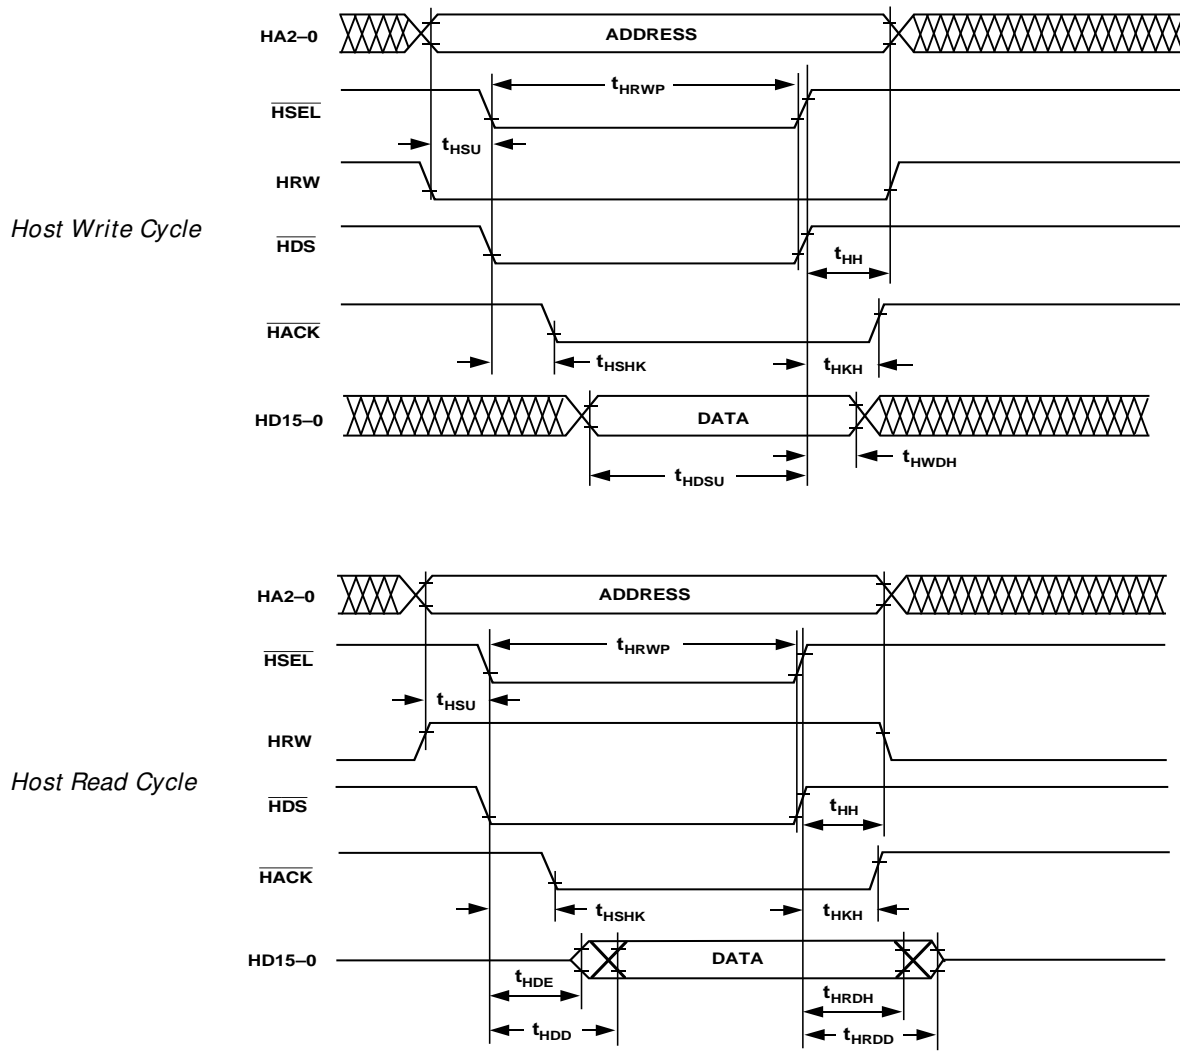 HA2–0
ADDRESS
tHRWP
HSEL
tHSU
HRW
Host Write Cycle
HDS
tHH
HACK
tHSHK
tHKH
HD15–0
DATA
tHWDH
tHDSU
HA2–0
ADDRESS
tHRWP
HSEL
tHSU
HRW
Host Read Cycle
HDS
tHH
HACK
tHSHK
tHKH
HD15–0
DATA
tHDE
tHRDH
tHDD
tHRDD